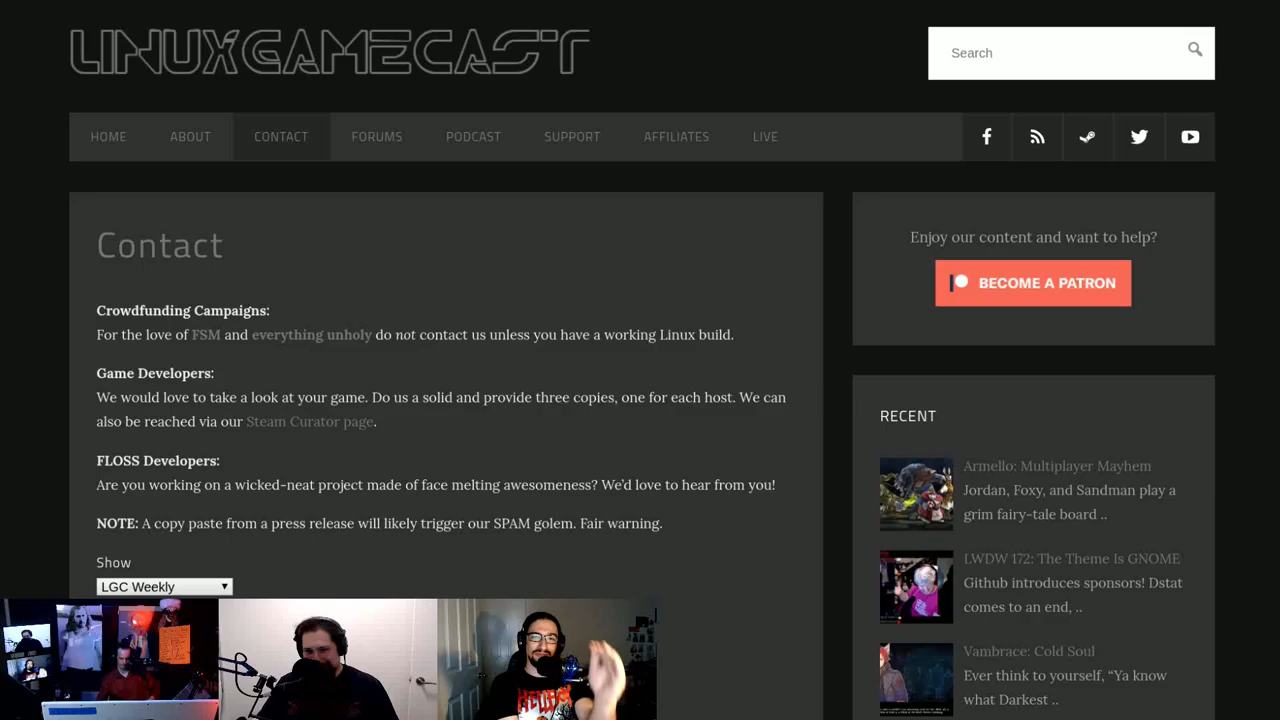 LINUXGAMECAST
Search
HOME
ABOUT
CONTACT
FORUMS
PODCAST
SUPPORT
AFFILIATES
LIVE
Contact
Crowdfunding Campaigns:
For the love of FSM and everything unholy do not contact us unless you have a working Linux build.
Game Developers:
We would love to take a look at your game. Do us a solid and provide three copies, one for each host. We can
also be reached via our Steam Curator page.
FLOSS Developers:
Are you working on a wicked-neat project made of face melting awesomeness? We'd love to hear from you!
NOTE: A copy paste from a press release will likely trigger our SPAM golem. Fair warning.
Show
LGC Weekly
Enjoy our content and want to help?
BECOME A PATRON
RECENT
Armello: Multiplayer Mayhem
Jordan, Foxy, and Sandman play a
grim fairy-tale board ..
LWDW 172: The Theme Is GNOME
Github introduces sponsors! Dstat
comes to an end, ..
Vambrace: Cold Soul
Ever think to yourself, “Ya know
what Darkest ..